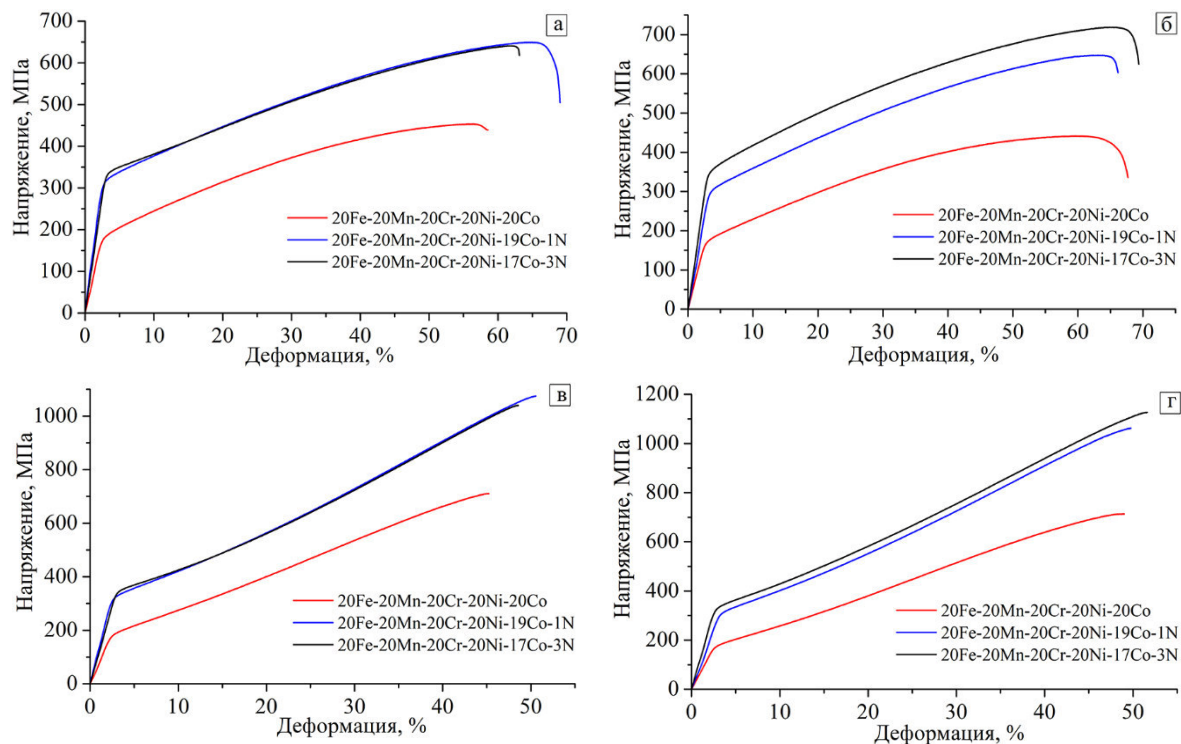 а
Напряжение, МПа
700
600
500
400
300
200
100
0
20Fe-20Mn-20Cr-20Ni-20Co
20Fe-20Mn-20Cr-20Ni-19Co-1N
20Fe-20Mn-20Cr-20Ni-17Co-3N
0 10 20 30 40 50 60 70
Деформация, %
б
Напряжение, МПа
700
600
500
400
300
200
100
0
20Fe-20Mn-20Cr-20Ni-20Co
20Fe-20Mn-20Cr-20Ni-19Co-1N
20Fe-20Mn-20Cr-20Ni-17Co-3N
0 10 20 30 40 50 60 70
Деформация, %
в
Напряжение, МПа
1000
800
600
400
200
0
20Fe-20Mn-20Cr-20Ni-20Co
20Fe-20Mn-20Cr-20Ni-19Co-1N
20Fe-20Mn-20Cr-20Ni-17Co-3N
0 10 20 30 40 50
Деформация, %
г
Напряжение, МПа
1200
1000
800
600
400
200
0
20Fe-20Mn-20Cr-20Ni-20Co
20Fe-20Mn-20Cr-20Ni-19Co-1N
20Fe-20Mn-20Cr-20Ni-17Co-3N
0 10 20 30 40 50
Деформация, %